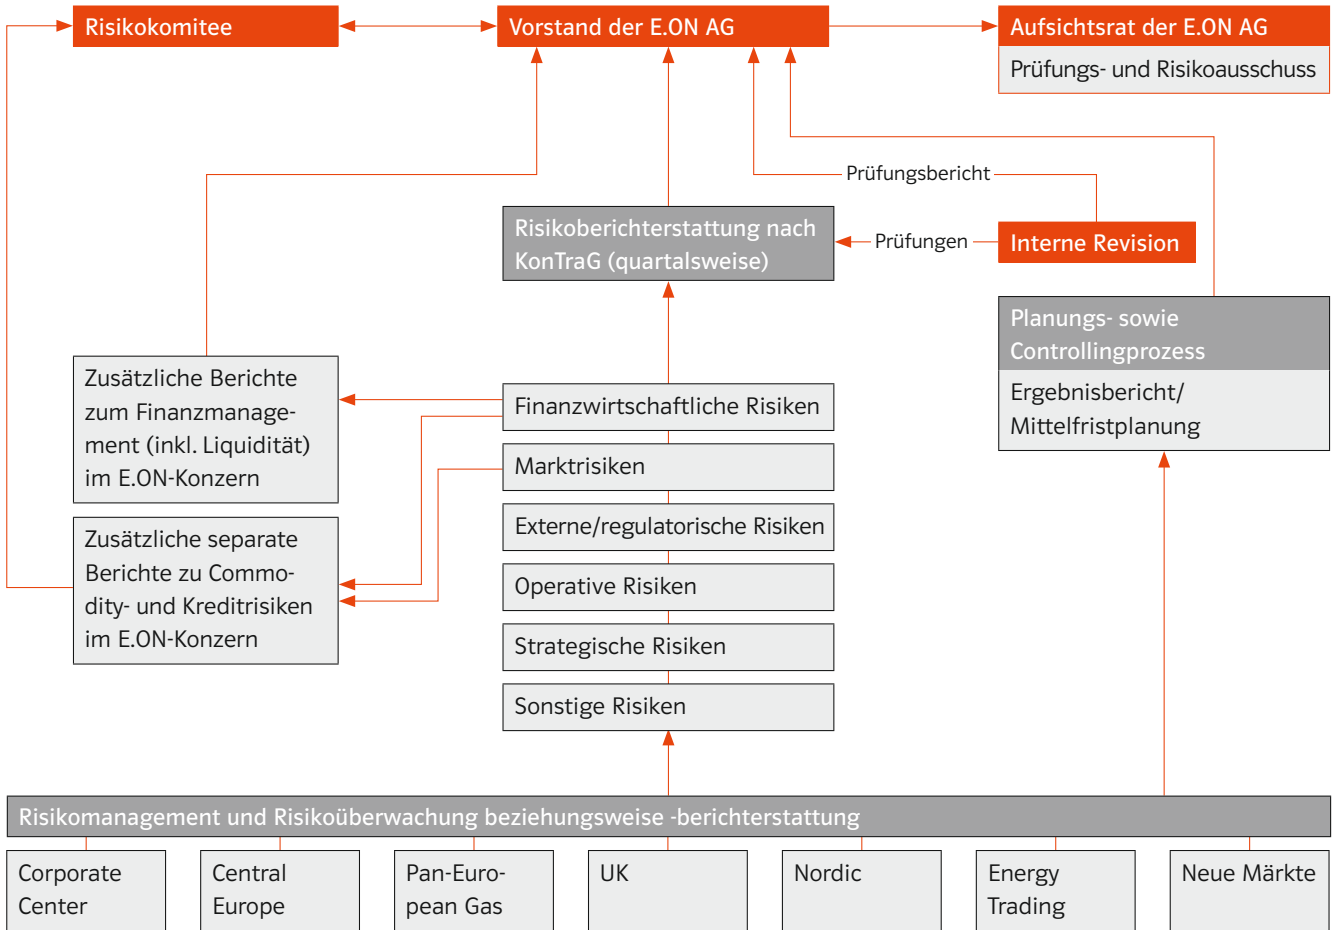 Risikokomitee
Vorstand der E.ON AG
Aufsichtsrat der E.ON AG
Prüfungs- und Risikoausschuss
Prüfungsbericht
Risikoberichterstattung nach
KonTraG (quartalsweise)
Prüfungen
Interne Revision
Planungs- sowie
Controllingprozess
Ergebnisbericht/
Mittelfristplanung
Zusätzliche Berichte
zum Finanzmanage-
ment (inkl. Liquidität)
im E.ON-Konzern
Zusätzliche separate
Berichte zu Commo-
dity- und Kreditrisiken
im E.ON-Konzern
Finanzwirtschaftliche Risiken
Marktrisiken
Externe/regulatorische Risiken
Operative Risiken
Strategische Risiken
Sonstige Risiken
Risikomanagement und Risikoüberwachung beziehungsweise -berichterstattung
Corporate
Center
Central
Europe
Pan-Euro-
pean Gas
UK
Nordic
Energy
Trading
Neue Märkte